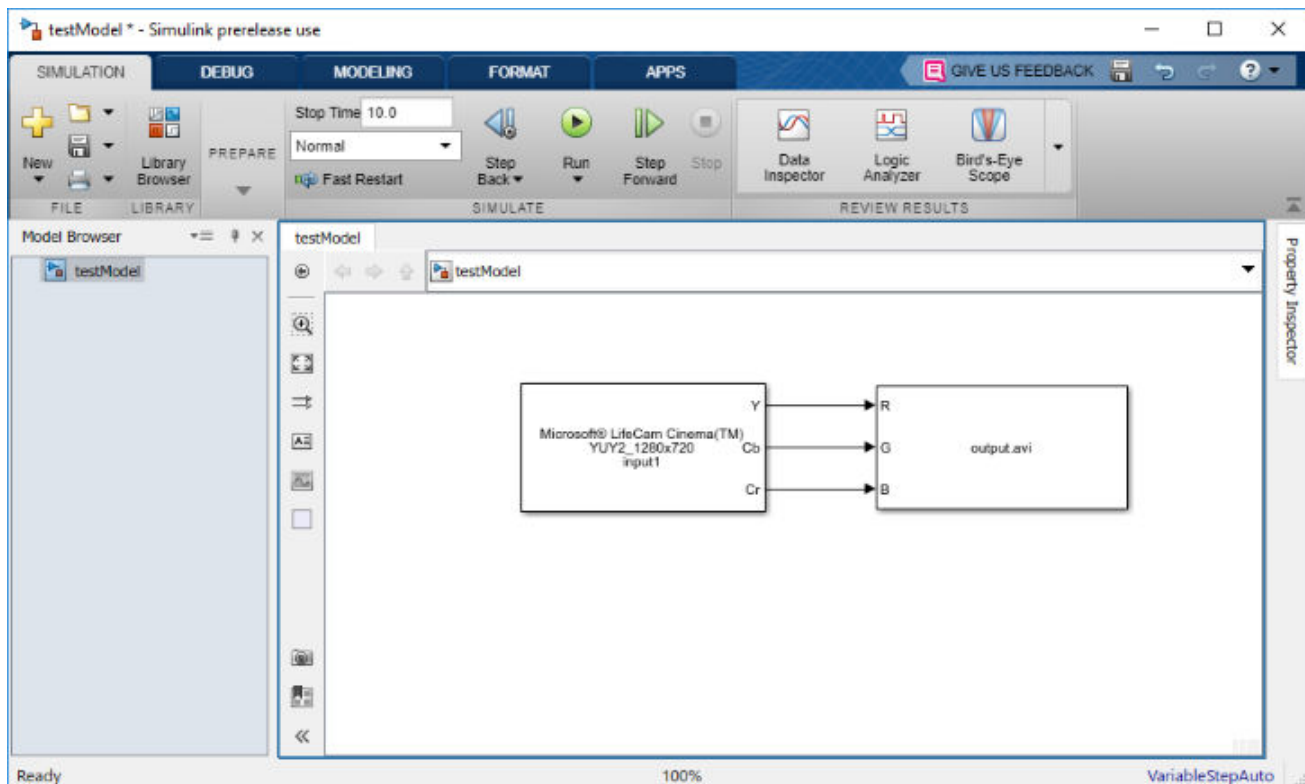 testModel * - Simulink prerelease use
SIMULATION DEBUG MODELING FORMAT APPS GIVE US FEEDBACK ?
New
Library
Browser
PREPARE
Stop Time 10.0
Normal
Fast Restart
Step
Back
Run
Step
Forward
Stop
Data
Inspector
Logic
Analyzer
Bird's-Eye
Scope
FILE LIBRARY SIMULATE REVIEW RESULTS
Model Browser
testModel
testModel
testModel
Property Inspector
Microsoft® LifeCam Cinema(TM)
YUY2_1280x720
input1
Y
Cb
Cr
R
G
B
output.avi
Ready 100% VariableStepAuto